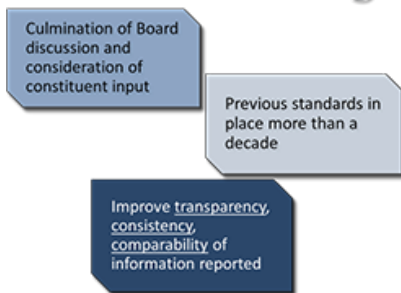 Culmination of Board
discussion and
consideration of
constituent input
Previous standards in
place more than a
decade
Improve transparency,
consistency,
comparability of
information reported